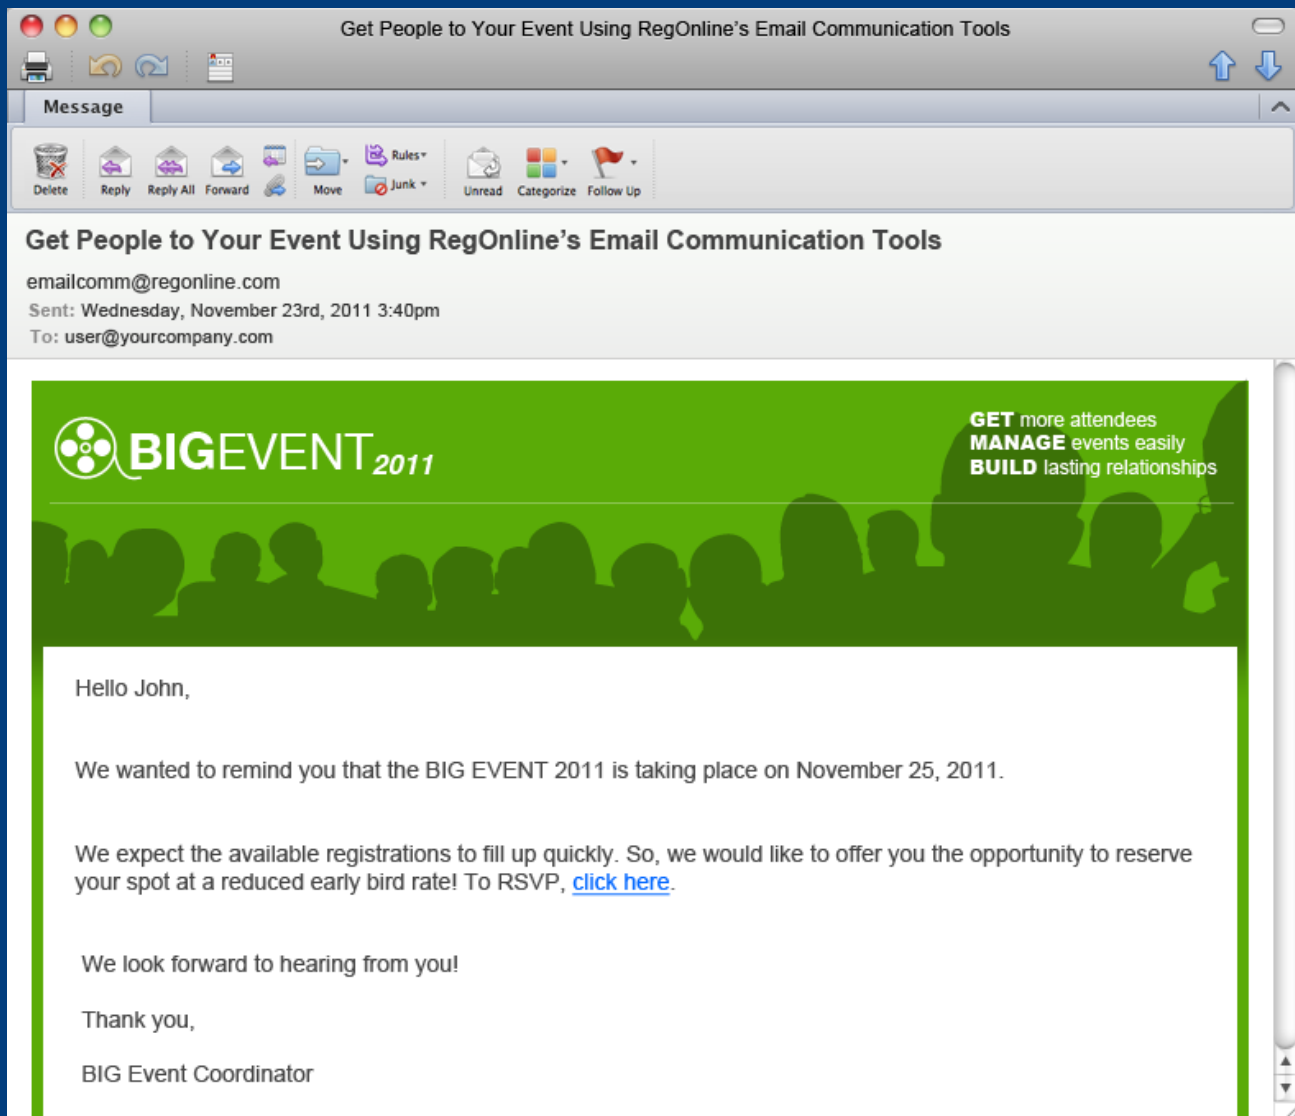 Get People to Your Event Using RegOnline’s Email Communication Tools
Message
Delete
Reply
Reply All
Forward
Move
Rules
Junk
Unread
Categorize
Follow Up
Get People to Your Event Using RegOnline’s Email Communication Tools
emailcomm@regonline.com
Sent: Wednesday, November 23rd, 2011 3:40pm
To: user@yourcompany.com
BIGEVENT2011
GET more attendees
MANAGE events easily
BUILD lasting relationships
Hello John,
We wanted to remind you that the BIG EVENT 2011 is taking place on November 25, 2011.
We expect the available registrations to fill up quickly. So, we would like to offer you the opportunity to reserve
your spot at a reduced early bird rate! To RSVP, click here.
We look forward to hearing from you!
Thank you,
BIG Event Coordinator